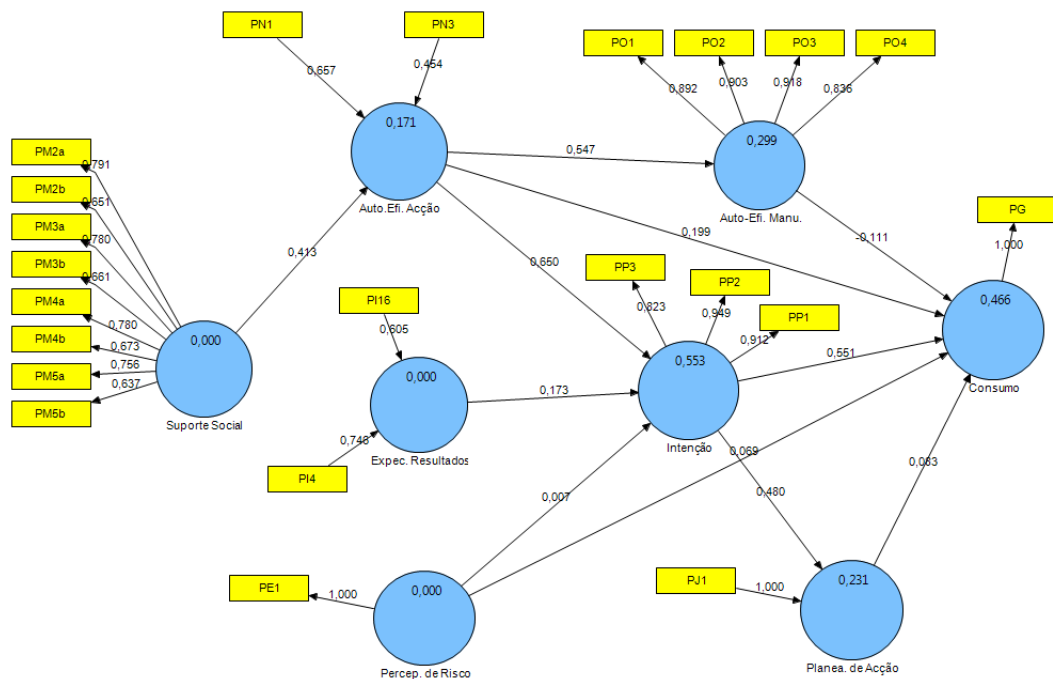 PN1
PN3
0,657
0,454
0,171
Auto.Efi. Acção
PO1
PO2
PO3
PO4
0,892
0,903
0,918
0,836
0,299
Auto-Efi. Manu.
0,547
PM2a
PM2b
PM3a
PM3b
PM4a
PM4b
PM5a
PM5b
0,791
0,651
0,780
0,661
0,780
0,673
0,756
0,637
0,000
Suporte Social
0,413
0,650
0,199
-0,111
PG
1,000
0,466
Consumo
PI16
0,605
0,000
Expec. Resultados
0,746
PI4
0,173
PP3
PP2
PP1
0,823
0,949
0,912
0,553
Intenção
0,551
0,069
0,007
0,480
0,083
PE1
1,000
0,000
Percep. de Risco
PJ1
1,000
0,231
Planea. de Acção